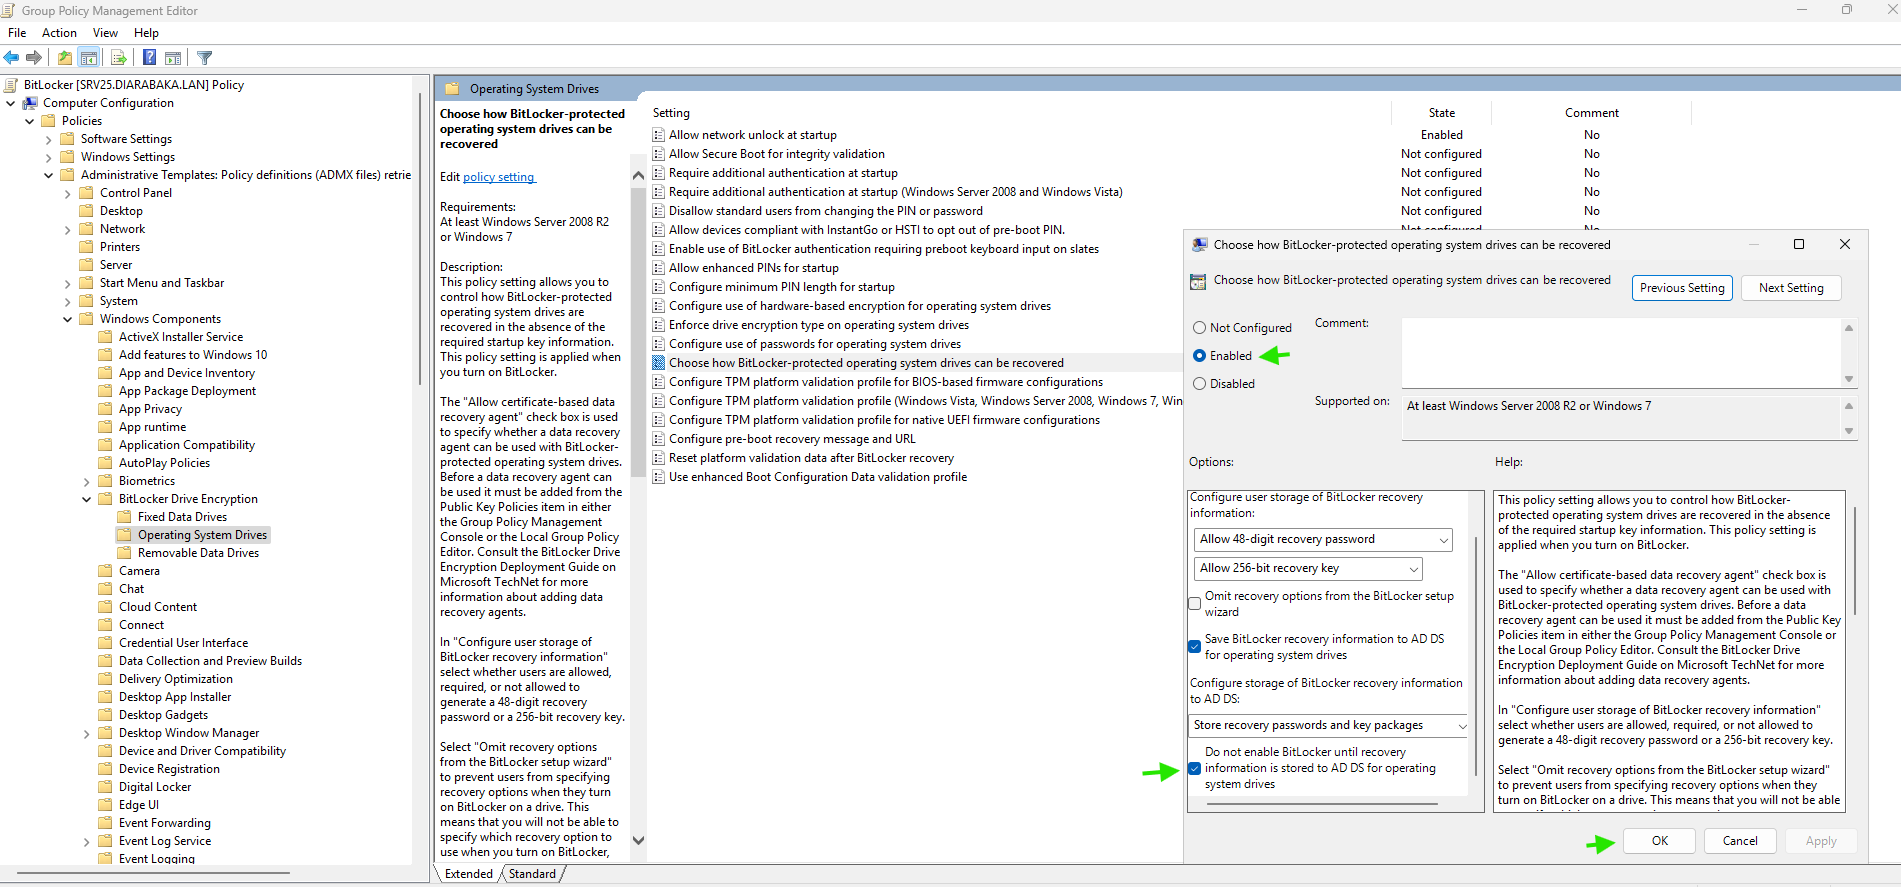 Group Policy Management Editor
File Action View Help
BitLocker [SRV25.DIARABAKA.LAN] Policy
Computer Configuration
Policies
Software Settings
Windows Settings
Administrative Templates: Policy definitions (ADMX files) retrie
Control Panel
Desktop
Network
Printers
Server
Start Menu and Taskbar
System
Windows Components
ActiveX Installer Service
Add features to Windows 10
App and Device Inventory
App Package Deployment
App Privacy
App runtime
Application Compatibility
AutoPlay Policies
Biometrics
BitLocker Drive Encryption
Fixed Data Drives
Operating System Drives
Removable Data Drives
Camera
Chat
Cloud Content
Connect
Credential User Interface
Data Collection and Preview Builds
Delivery Optimization
Desktop App Installer
Desktop Gadgets
Desktop Window Manager
Device and Driver Compatibility
Device Registration
Digital Locker
Edge UI
Event Forwarding
Event Log Service
Event Logging
Operating System Drives
Choose how BitLocker-protected
operating system drives can be
recovered
Edit policy setting
Requirements:
At least Windows Server 2008 R2
or Windows 7
Description:
This policy setting allows you to
control how BitLocker-protected
operating system drives are
recovered in the absence of the
required startup key information.
This policy setting is applied when
you turn on BitLocker.
The "Allow certificate-based data
recovery agent" check box is used
to specify whether a data recovery
agent can be used with BitLocker-
protected operating system drives.
Before a data recovery agent can
be used it must be added from the
Public Key Policies item in either
the Group Policy Management
Console or the Local Group Policy
Editor. Consult the BitLocker Drive
Encryption Deployment Guide on
Microsoft TechNet for more
information about adding data
recovery agents.
In "Configure user storage of
BitLocker recovery information"
select whether users are allowed,
required, or not allowed to
generate a 48-digit recovery
password or a 256-bit recovery key.
Select "Omit recovery options
from the BitLocker setup wizard"
to prevent users from specifying
recovery options when they turn
on BitLocker on a drive. This
means that you will not be able to
specify which recovery option to
use when you turn on BitLocker,
Extended Standard
Setting State Comment
Allow network unlock at startup Enabled No
Allow Secure Boot for integrity validation Not configured No
Require additional authentication at startup Not configured No
Require additional authentication at startup (Windows Server 2008 and Windows Vista) Not configured No
Disallow standard users from changing the PIN or password Not configured No
Allow devices compliant with InstantGo or HSTI to opt out of pre-boot PIN. Not configured No
Enable use of BitLocker authentication requiring preboot keyboard input on slates
Allow enhanced PINs for startup
Configure minimum PIN length for startup
Configure use of hardware-based encryption for operating system drives
Enforce drive encryption type on operating system drives
Configure use of passwords for operating system drives
Choose how BitLocker-protected operating system drives can be recovered
Configure TPM platform validation profile for BIOS-based firmware configurations
Configure TPM platform validation profile (Windows Vista, Windows Server 2008, Windows 7, Win
Configure TPM platform validation profile for native UEFI firmware configurations
Configure pre-boot recovery message and URL
Reset platform validation data after BitLocker recovery
Use enhanced Boot Configuration Data validation profile
Choose how BitLocker-protected operating system drives can be recovered
Choose how BitLocker-protected operating system drives can be recovered
Previous Setting Next Setting
Not Configured
Enabled
Disabled
Comment:
Supported on:
At least Windows Server 2008 R2 or Windows 7
Options:
Configure user storage of BitLocker recovery
information:
Allow 48-digit recovery password
Allow 256-bit recovery key
Omit recovery options from the BitLocker setup
wizard
Save BitLocker recovery information to AD DS
for operating system drives
Configure storage of BitLocker recovery information
to AD DS:
Store recovery passwords and key packages
Do not enable BitLocker until recovery
information is stored to AD DS for operating
system drives
Help:
This policy setting allows you to control how BitLocker-
protected operating system drives are recovered in the absence
of the required startup key information. This policy setting is
applied when you turn on BitLocker.
The "Allow certificate-based data recovery agent" check box is
used to specify whether a data recovery agent can be used with
BitLocker-protected operating system drives. Before a data
recovery agent can be used it must be added from the Public Key
Policies item in either the Group Policy Management Console or
the Local Group Policy Editor. Consult the BitLocker Drive
Encryption Deployment Guide on Microsoft TechNet for more
information about adding data recovery agents.
In "Configure user storage of BitLocker recovery information"
select whether users are allowed, required, or not allowed to
generate a 48-digit recovery password or a 256-bit recovery key.
Select "Omit recovery options from the BitLocker setup wizard"
to prevent users from specifying recovery options when they
turn on BitLocker on a drive. This means that you will not be able
OK Cancel Apply